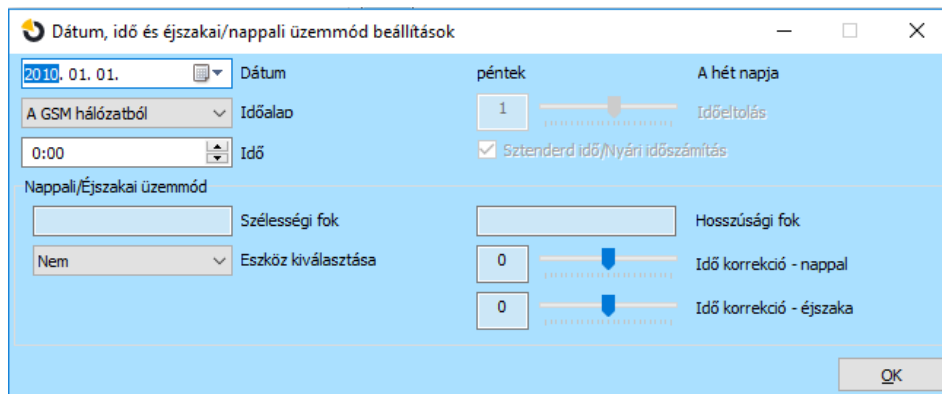 Dátum, idő és éjszakai/nappali üzemmód beállítások
2010. 01. 01. Dátum péntek A hét napja
A GSM hálózatból Időalap 1 Időeltolás
0:00 Idő Sztenderd idő/Nyári időszámítás
Nappali/Éjszakai üzemmód
Szélességi fok Hosszúsági fok
Nem Eszköz kiválasztása 0 Idő korrekció - nappal
0 Idő korrekció - éjszaka
OK